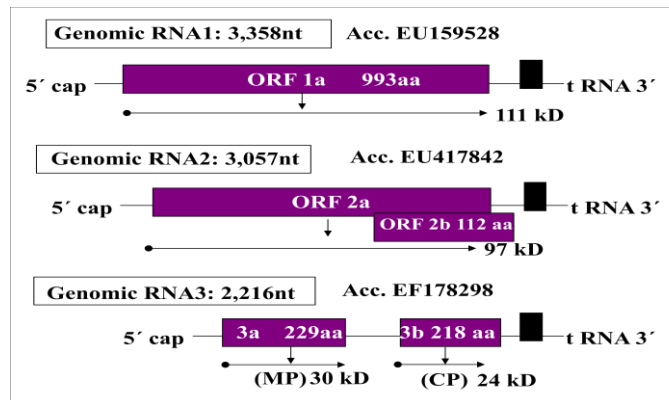 Genomic RNA1: 3,358nt Acc. EU159528
5´ cap ORF 1a 993aa t RNA 3´
111 kD
Genomic RNA2: 3,057nt Acc. EU417842
5´ cap ORF 2a t RNA 3´
ORF 2b 112 aa
97 kD
Genomic RNA3: 2,216nt Acc. EF178298
5´ cap 3a 229aa 3b 218 aa t RNA 3´
(MP) 30 kD (CP) 24 kD